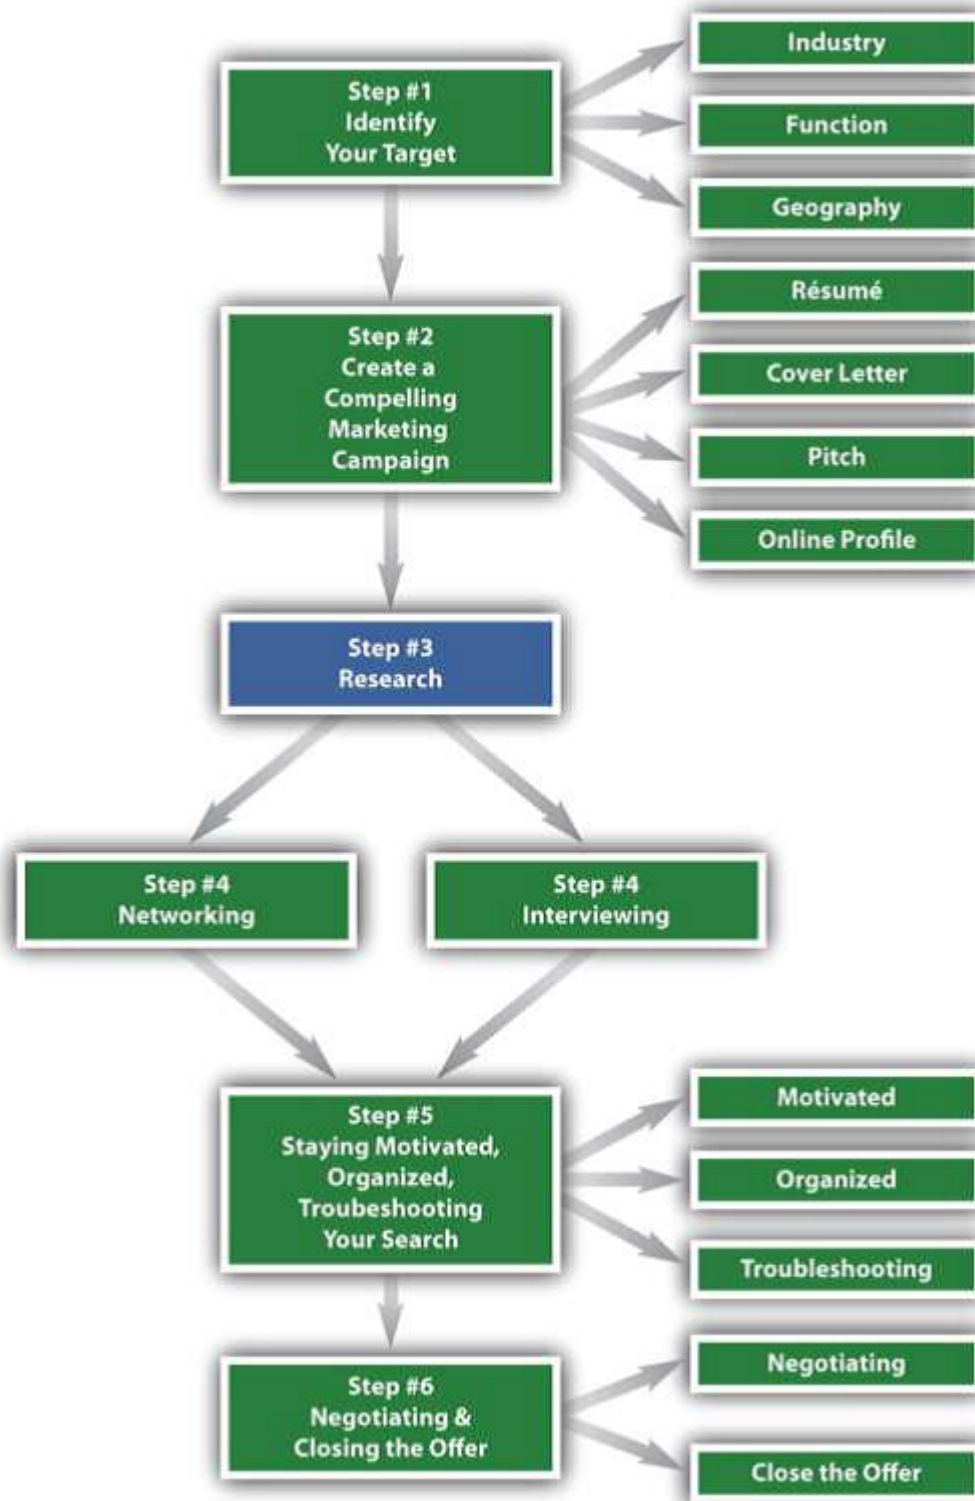 Step #1
Identify
Your Target
Industry
Function
Geography
Step #2
Create a
Compelling
Marketing
Campaign
Résumé
Cover Letter
Pitch
Online Profile
Step #3
Research
Step #4
Networking
Step #4
Interviewing
Step #5
Staying Motivated,
Organized,
Troubeshooting
Your Search
Motivated
Organized
Troubleshooting
Step #6
Negotiating &
Closing the Offer
Negotiating
Close the Offer